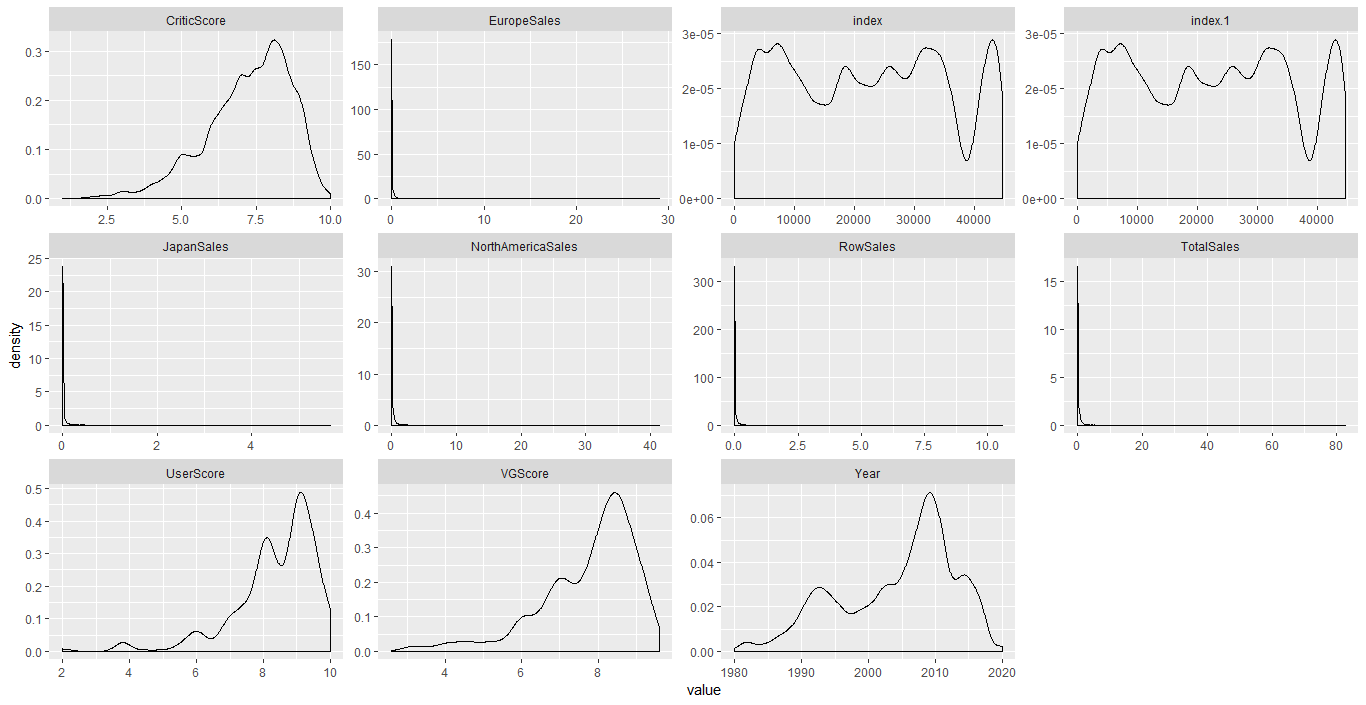 CriticScore
EuropeSales
index
index.1
0.3
0.2
0.1
0.0
150
100
50
0
3e-05
2e-05
1e-05
0e+00
3e-05
2e-05
1e-05
0e+00
2.5 5.0 7.5 10.0
0 10 20 30
0 10000 20000 30000 40000
0 10000 20000 30000 40000
JapanSales
NorthAmericaSales
RowSales
TotalSales
25
20
15
10
5
0
30
20
10
0
300
200
100
0
15
10
5
0
0 2 4
0 10 20 30 40
0.0 2.5 5.0 7.5 10.0
0 20 40 60 80
UserScore
VGScore
Year
0.5
0.4
0.3
0.2
0.1
0.0
0.4
0.3
0.2
0.1
0.0
0.06
0.04
0.02
0.00
2 4 6 8 10
4 6 8
1980 1990 2000 2010 2020
density
value